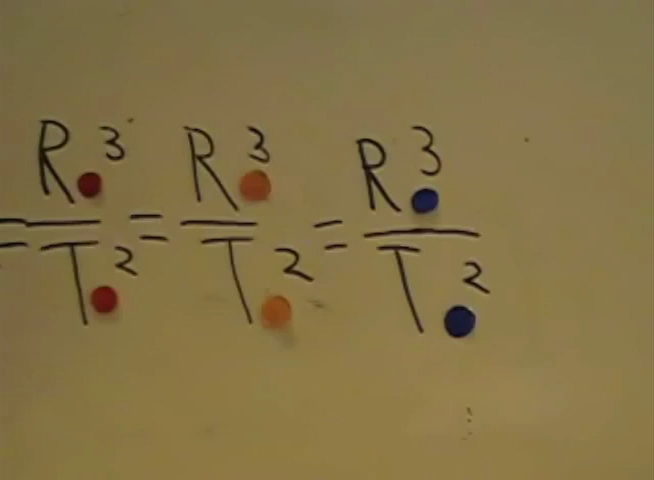 = R³/T² = R³/T² = R³/T²